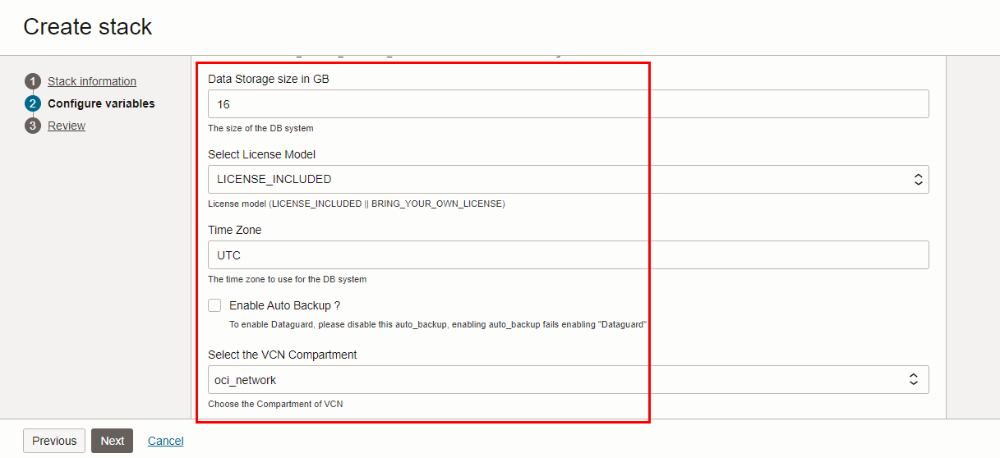 Create stack
1 Stack information
2 Configure variables
3 Review
Data Storage size in GB
16
The size of the DB system
Select License Model
LICENSE_INCLUDED
License model (LICENSE_INCLUDED || BRING_YOUR_OWN_LICENSE)
Time Zone
UTC
The time zone to use for the DB system
Enable Auto Backup ?
To enable Dataguard, please disable this auto_backup, enabling auto_backup fails enabling "Dataguard"
Select the VCN Compartment
oci_network
Choose the Compartment of VCN
Previous Next Cancel